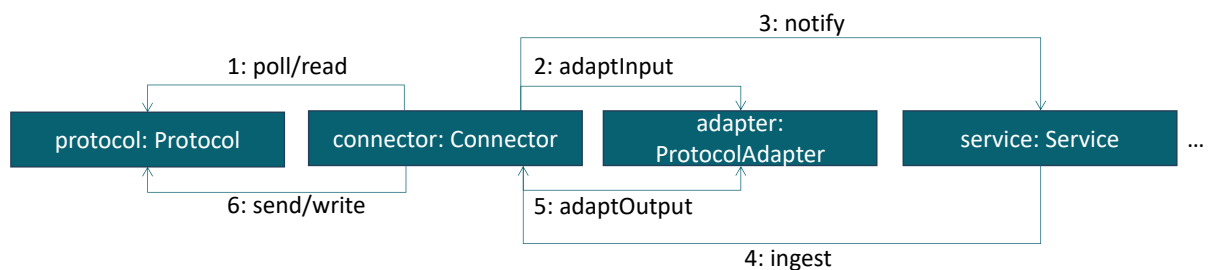 3: notify
1: poll/read
2: adaptInput
protocol: Protocol
connector: Connector
adapter:
ProtocolAdapter
service: Service
...
6: send/write
5: adaptOutput
4: ingest